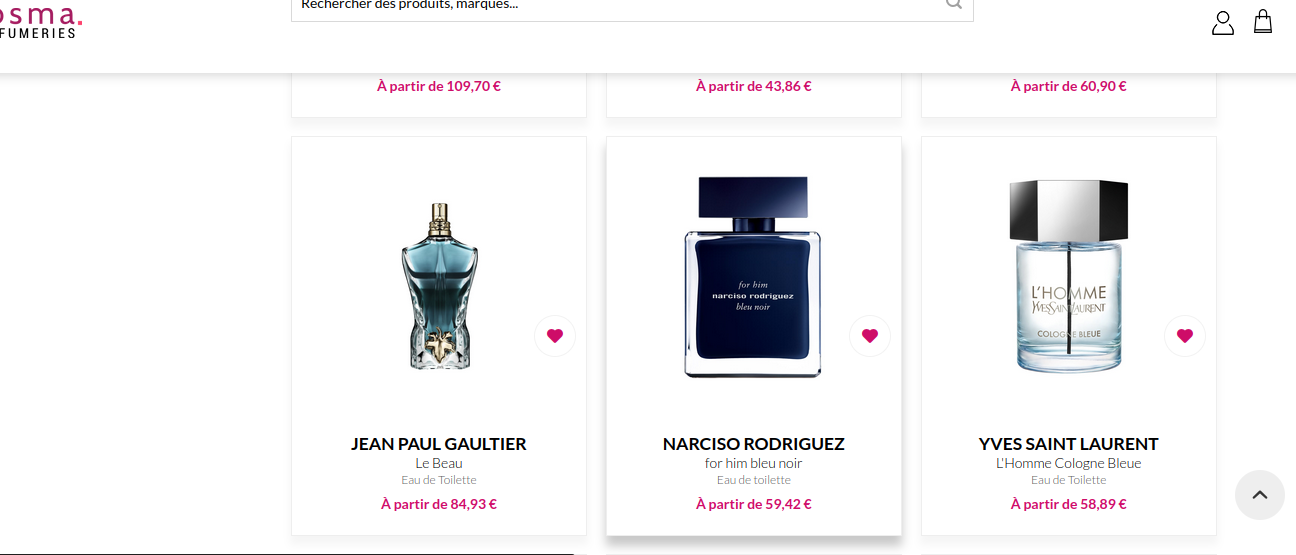 osma.
FUMERIES
Rechercher des produits, marques...
À partir de 109,70 €
À partir de 43,86 €
À partir de 60,90 €
for him
narciso rodriguez
bleu noir
L'HOMME
YVESSAINTLAURENT
COLOGNE BLEUE
JEAN PAUL GAULTIER
Le Beau
Eau de Toilette
À partir de 84,93 €
NARCISO RODRIGUEZ
for him bleu noir
Eau de toilette
À partir de 59,42 €
YVES SAINT LAURENT
L'Homme Cologne Bleue
Eau de Toilette
À partir de 58,89 €